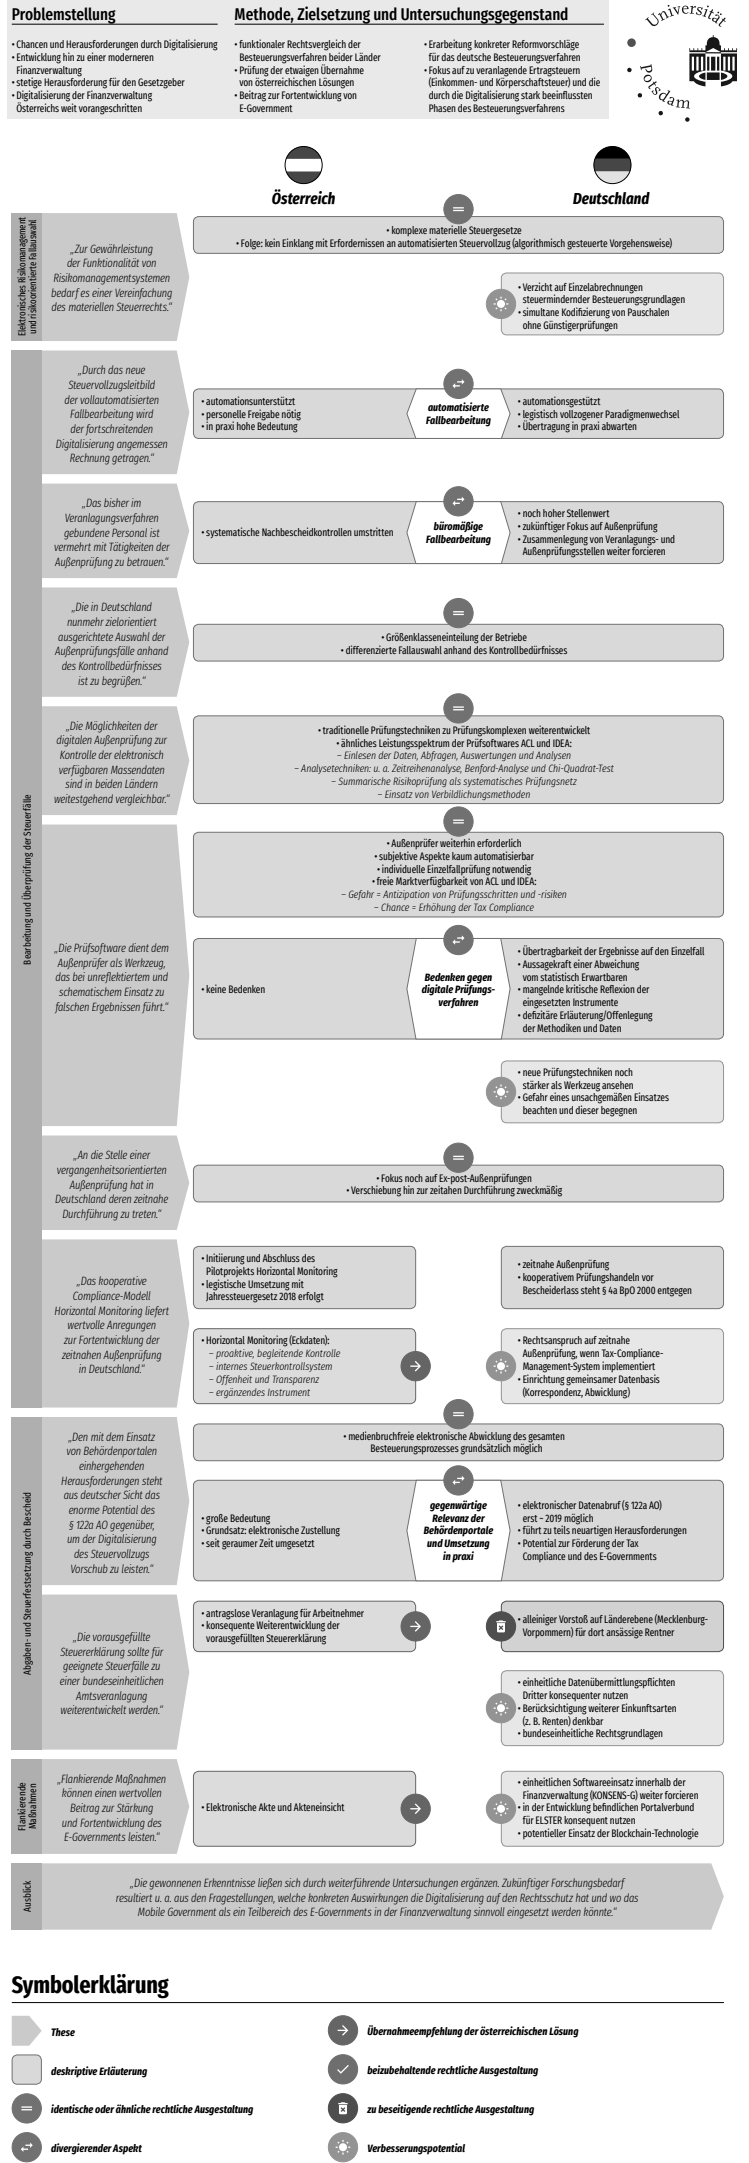 Problemstellung
• Chancen und Herausforderungen durch Digitalisierung
• Entwicklung hin zu einer moderneren
Finanzverwaltung
• stetige Herausforderung für den Gesetzgeber
• Digitalisierung der Finanzverwaltung
Österreichs weit vorangeschritten
Methode, Zielsetzung und Untersuchungsgegenstand
• funktionaler Rechtsvergleich der
Besteuerungsverfahren beider Länder
• Prüfung der etwaigen Übernahme
von österreichischen Lösungen
• Beitrag zur Fortentwicklung von
E-Government
• Erarbeitung konkreter Reformvorschläge
für das deutsche Besteuerungsverfahren
• Fokus auf zu veranlagende Ertragsteuern
(Einkommen- und Körperschaftsteuer) und die
durch die Digitalisierung stark beeinflussten
Phasen des Besteuerungsverfahrens
Universität
Potsdam
Österreich
Deutschland
Elektronisches Risikomanagement
und risikoorientierte Fallauswahl
„Zur Gewährleistung
der Funktionalität von
Risikomanagementsystemen
bedarf es einer Vereinfachung
des materiellen Steuerrechts.“
• komplexe materielle Steuergesetze
• Folge: kein Einklang mit Erfordernissen an automatisierten Steuervollzug (algorithmisch gesteuerte Vorgehensweise)
• Verzicht auf Einzelabrechnungen
steuermindernder Besteuerungsgrundlagen
• simultane Kodifizierung von Pauschalen
ohne Günstigerprüfungen
Bearbeitung und Überprüfung der Steuerfälle
„Durch das neue
Steuervollzugsleitbild
der vollautomatisierten
Fallbearbeitung wird
der fortschreitenden
Digitalisierung angemessen
Rechnung getragen.“
• automationsunterstützt
• personelle Freigabe nötig
• in praxi hohe Bedeutung
automatisierte
Fallbearbeitung
• automationsgestützt
• legistisch vollzogener Paradigmenwechsel
• Übertragung in praxi abwarten
„Das bisher im
Veranlagungsverfahren
gebundene Personal ist
vermehrt mit Tätigkeiten der
Außenprüfung zu betrauen.“
• systematische Nachbescheidkontrollen umstritten
büromäßige
Fallbearbeitung
• noch hoher Stellenwert
• zukünftiger Fokus auf Außenprüfung
• Zusammenlegung von Veranlagungs- und
Außenprüfungsstellen weiter forcieren
„Die in Deutschland
nunmehr zielorientiert
ausgerichtete Auswahl der
Außenprüfungsfälle anhand
des Kontrollbedürfnisses
ist zu begrüßen.“
• Größenklasseneinteilung der Betriebe
• differenzierte Fallauswahl anhand des Kontrollbedürfnisses
„Die Möglichkeiten der
digitalen Außenprüfung zur
Kontrolle der elektronisch
verfügbaren Massendaten
sind in beiden Ländern
weitestgehend vergleichbar.“
• traditionelle Prüfungstechniken zu Prüfungskomplexen weiterentwickelt
• ähnliches Leistungsspektrum der Prüfsoftwares ACL und IDEA:
– Einlesen der Daten, Abfragen, Auswertungen und Analysen
– Analysetechniken: u. a. Zeitreihenanalyse, Benford-Analyse und Chi-Quadrat-Test
– Summarische Risikoprüfung als systematisches Prüfungsnetz
– Einsatz von Verbildlichungsmethoden
„Die Prüfsoftware dient dem
Außenprüfer als Werkzeug,
das bei unreflektiertem und
schematischem Einsatz zu
falschen Ergebnissen führt.“
• Außenprüfer weiterhin erforderlich
• subjektive Aspekte kaum automatisierbar
• individuelle Einzelfallprüfung notwendig
• freie Marktverfügbarkeit von ACL und IDEA:
– Gefahr = Antizipation von Prüfungsschritten und -risiken
– Chance = Erhöhung der Tax Compliance
• keine Bedenken
Bedenken gegen
digitale Prüfungs-
verfahren
• Übertragbarkeit der Ergebnisse auf den Einzelfall
• Aussagekraft einer Abweichung
vom statistisch Erwartbaren
• mangelnde kritische Reflexion der
eingesetzten Instrumente
• defizitäre Erläuterung/Offenlegung
der Methodiken und Daten
• neue Prüfungstechniken noch
stärker als Werkzeug ansehen
• Gefahr eines unsachgemäßen Einsatzes
beachten und dieser begegnen
„An die Stelle einer
vergangenheitsorientierten
Außenprüfung hat in
Deutschland deren zeitnahe
Durchführung zu treten.“
• Fokus noch auf Ex-post-Außenprüfungen
• Verschiebung hin zur zeitahen Durchführung zweckmäßig
„Das kooperative
Compliance-Modell
Horizontal Monitoring liefert
wertvolle Anregungen
zur Fortentwicklung der
zeitnahen Außenprüfung
in Deutschland.“
• Initiierung und Abschluss des
Pilotprojekts Horizontal Monitoring
• legistische Umsetzung mit
Jahressteuergesetz 2018 erfolgt
• zeitnahe Außenprüfung
• kooperativem Prüfungshandeln vor
Bescheiderlass steht § 4a BpO 2000 entgegen
• Horizontal Monitoring (Eckdaten):
– proaktive, begleitende Kontrolle
– internes Steuerkontrollsystem
– Offenheit und Transparenz
– ergänzendes Instrument
• Rechtsanspruch auf zeitnahe
Außenprüfung, wenn Tax-Compliance-
Management-System implementiert
• Einrichtung gemeinsamer Datenbasis
(Korrespondenz, Abwicklung)
Abgaben- und Steuerfestsetzung durch Bescheid
„Den mit dem Einsatz
von Behördenportalen
einhergehenden
Herausforderungen steht
aus deutscher Sicht das
enorme Potential des
§ 122a AO gegenüber,
um der Digitalisierung
des Steuervollzugs
Vorschub zu leisten.“
• medienbruchfreie elektronische Abwicklung des gesamten
Besteuerungsprozesses grundsätzlich möglich
• große Bedeutung
• Grundsatz: elektronische Zustellung
• seit geraumer Zeit umgesetzt
gegenwärtige
Relevanz der
Behördenportale
und Umsetzung
in praxi
• elektronischer Datenabruf (§ 122a AO)
erst ~ 2019 möglich
• führt zu teils neuartigen Herausforderungen
• Potential zur Förderung der Tax
Compliance und des E-Governments
„Die vorausgefüllte
Steuererklärung sollte für
geeignete Steuerfälle zu
einer bundeseinheitlichen
Amtsveranlagung
weiterentwickelt werden.“
• antragslose Veranlagung für Arbeitnehmer
• konsequente Weiterentwicklung der
vorausgefüllten Steuererklärung
• alleiniger Vorstoß auf Länderebene (Mecklenburg-
Vorpommern) für dort ansässige Rentner
• einheitliche Datenübermittlungspflichten
Dritter konsequenter nutzen
• Berücksichtigung weiterer Einkunftsarten
(z. B. Renten) denkbar
• bundeseinheitliche Rechtsgrundlagen
Flankierende
Maßnahmen
„Flankierende Maßnahmen
können einen wertvollen
Beitrag zur Stärkung
und Fortentwicklung des
E-Governments leisten.“
• Elektronische Akte und Akteneinsicht
• einheitlichen Softwareeinsatz innerhalb der
Finanzverwaltung (KONSENS-G) weiter forcieren
• in der Entwicklung befindlichen Portalverbund
für ELSTER konsequent nutzen
• potentieller Einsatz der Blockchain-Technologie
Ausblick
„Die gewonnenen Erkenntnisse ließen sich durch weiterführende Untersuchungen ergänzen. Zukünftiger Forschungsbedarf
resultiert u. a. aus den Fragestellungen, welche konkreten Auswirkungen die Digitalisierung auf den Rechtsschutz hat und wo das
Mobile Government als ein Teilbereich des E-Governments in der Finanzverwaltung sinnvoll eingesetzt werden könnte.“
Symbolerklärung
These
deskriptive Erläuterung
identische oder ähnliche rechtliche Ausgestaltung
divergierender Aspekt
Übernahmeempfehlung der österreichischen Lösung
beizubehaltende rechtliche Ausgestaltung
zu beseitigende rechtliche Ausgestaltung
Verbesserungspotential